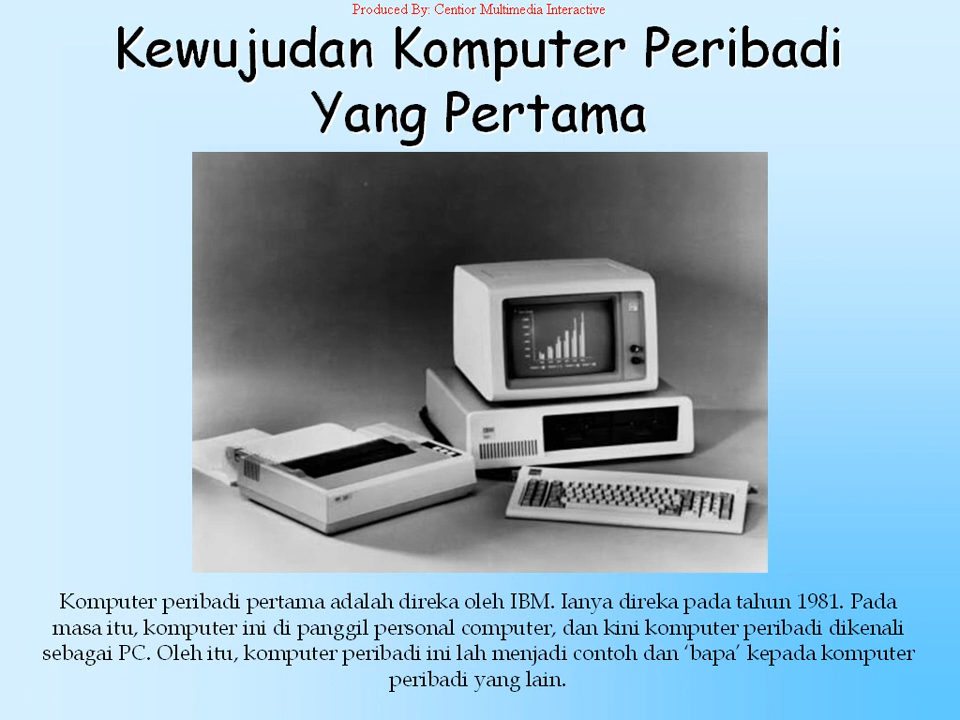 Produced By: Centior Multimedia Interactive
Kewujudan Komputer Peribadi
Yang Pertama
IBM
Komputer peribadi pertama adalah direka oleh IBM. Ianya direka pada tahun 1981. Pada
masa itu, komputer ini di panggil personal computer, dan kini komputer peribadi dikenali
sebagai PC. Oleh itu, komputer peribadi ini lah menjadi contoh dan ‘bapa’ kepada komputer
peribadi yang lain.